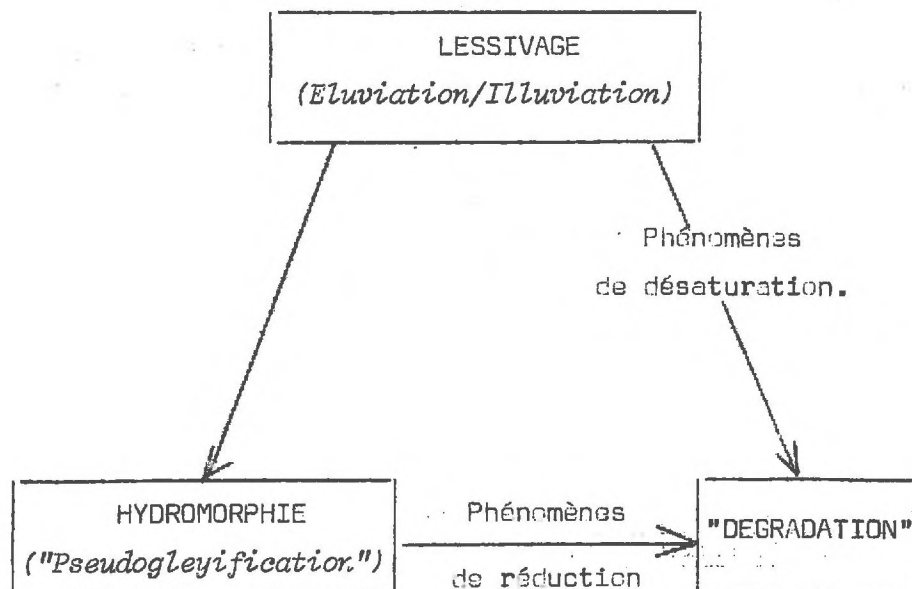 LESSIVAGE
(Eluviation/Illuviation)
Phénomènes
de désaturation.
HYDROMORPHIE
("Pseudogleyification")
Phénomènes
de réduction
"DEGRADATION"